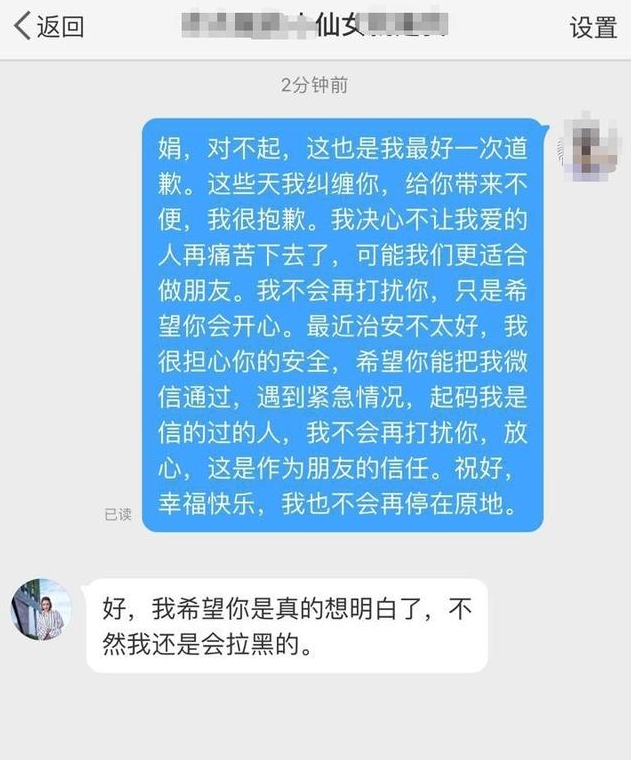 返回
仙女
设置
2分钟前
娟，对不起，这也是我最好一次道
歉。这些天我纠缠你，给你带来不
便，我很抱歉。我决心不让我爱的
人再痛苦下去了，可能我们更适合
做朋友。我不会再打扰你，只是希
望你会开心。最近治安不太好，我
很担心你的安全，希望你能把我微
信通过，遇到紧急情况，起码我是
信的过的人，我不会再打扰你，放
心，这是作为朋友的信任。祝好，
幸福快乐，我也不会再停在原地。
已读
好，我希望你是真的想明白了，不
然我还是会拉黑的。